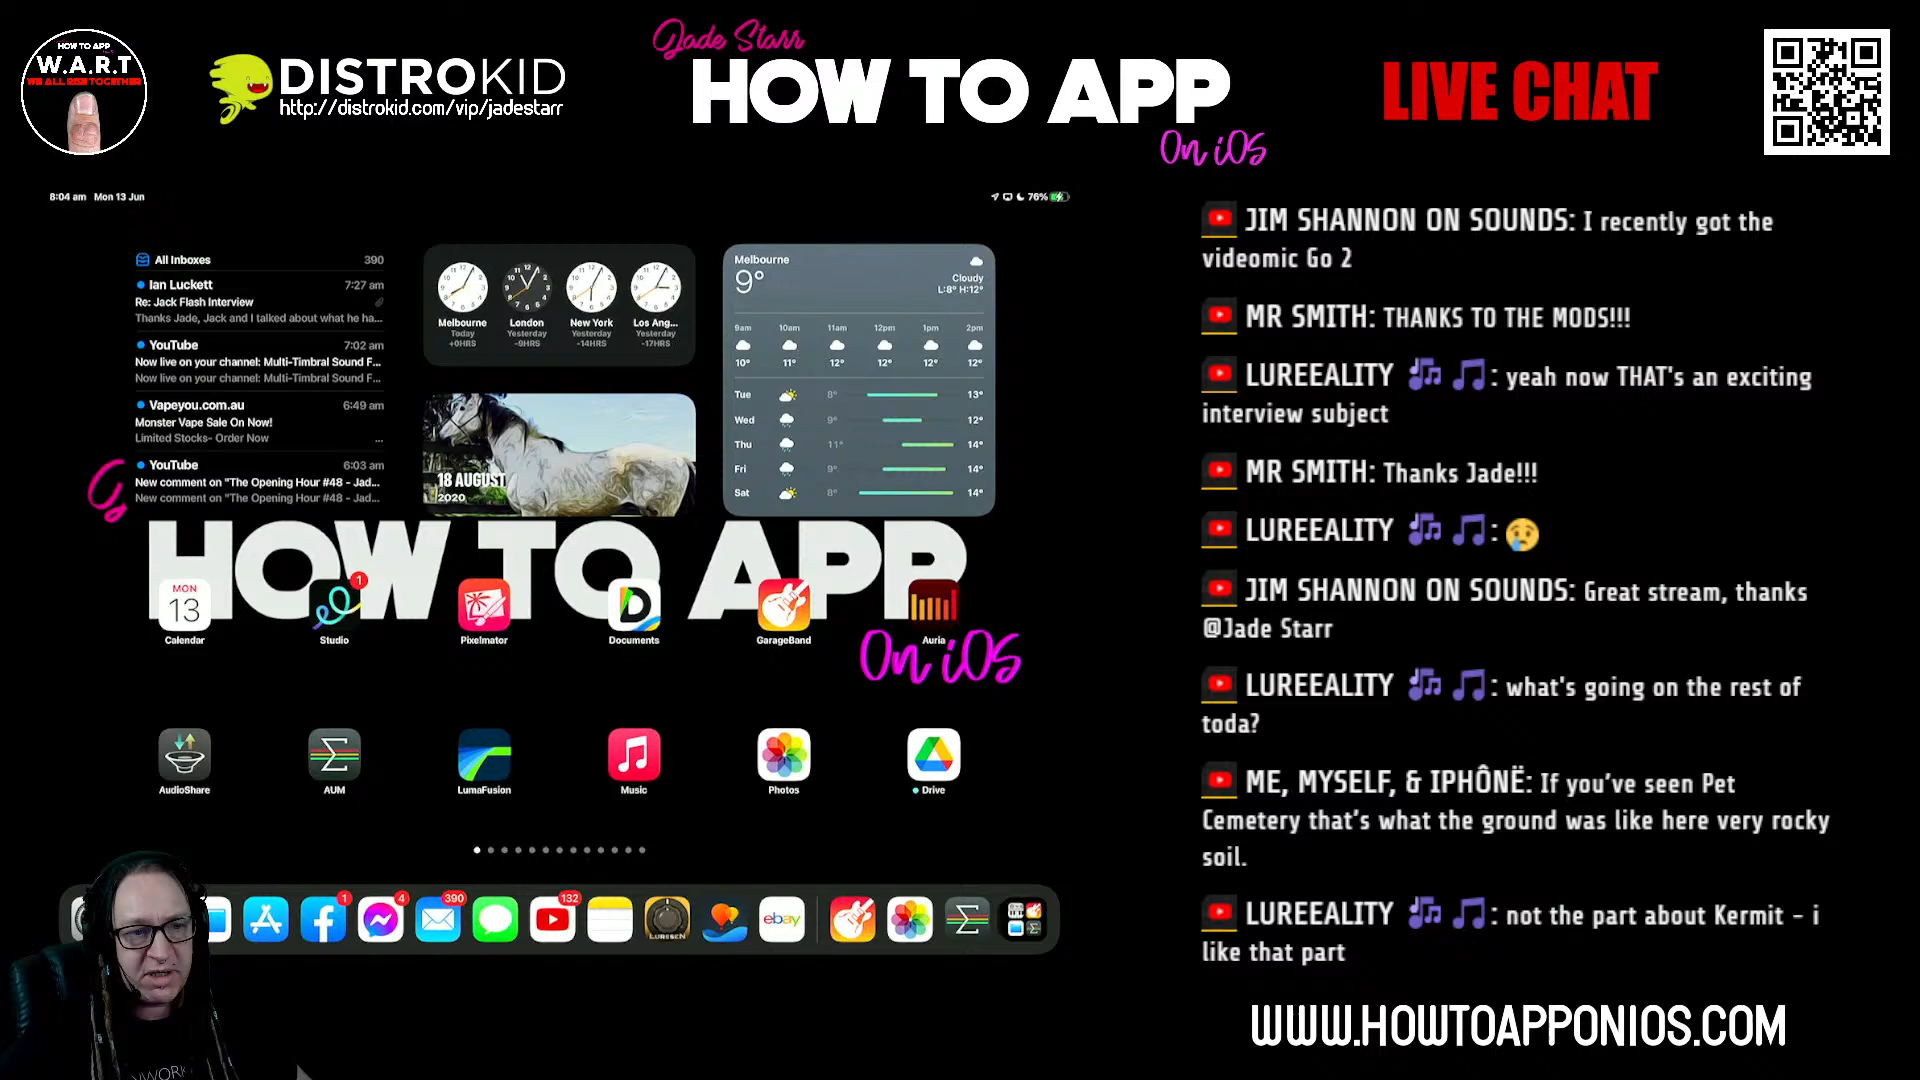 HOW TO APP
W.A.R.T
WE ALL RISE TOGETHER
DISTROKID
http://distrokid.com/vip/jadestarr
Jade Starr
HOW TO APP
On iOS
LIVE CHAT
8:04 am Mon 13 Jun
76%
All Inboxes 390
Ian Luckett 7:27 am
Re: Jack Flash Interview
Thanks Jade, Jack and I talked about what he ha...
YouTube 7:02 am
Now live on your channel: Multi-Timbral Sound F...
Now live on your channel: Multi-Timbral Sound F...
Vapeyou.com.au 6:49 am
Monster Vape Sale On Now!
Limited Stocks- Order Now ...
YouTube 6:03 am
New comment on "The Opening Hour #48 - Jad...
New comment on "The Opening Hour #48 - Jad...
Melbourne London New York Los Ang...
Today Yesterday Yesterday Yesterday
+0HRS -9HRS -14HRS -17HRS
18 AUGUST
2020
Melbourne
9°
Cloudy
L:8° H:12°
9am 10am 11am 12pm 1pm 2pm
10° 11° 12° 12° 12° 12°
Tue 8° 13°
Wed 9° 12°
Thu 11° 14°
Fri 9° 14°
Sat 8° 14°
HOW TO APP
On iOS
MON
13
1
Calendar Studio Pixelmator Documents GarageBand Auria
AudioShare AUM LumaFusion Music Photos Drive
1 4 390 132
ebay
JIM SHANNON ON SOUNDS: I recently got the
videomic Go 2
MR SMITH: THANKS TO THE MODS!!!
LUREEALITY 🎶 🎵: yeah now THAT's an exciting
interview subject
MR SMITH: Thanks Jade!!!
LUREEALITY 🎶 🎵: 😢
JIM SHANNON ON SOUNDS: Great stream, thanks
@Jade Starr
LUREEALITY 🎶 🎵: what's going on the rest of
toda?
ME, MYSELF, & IPHÔNË: If you’ve seen Pet
Cemetery that’s what the ground was like here very rocky
soil.
LUREEALITY 🎶 🎵: not the part about Kermit - i
like that part
WWW.HOWTOAPPONIOS.COM